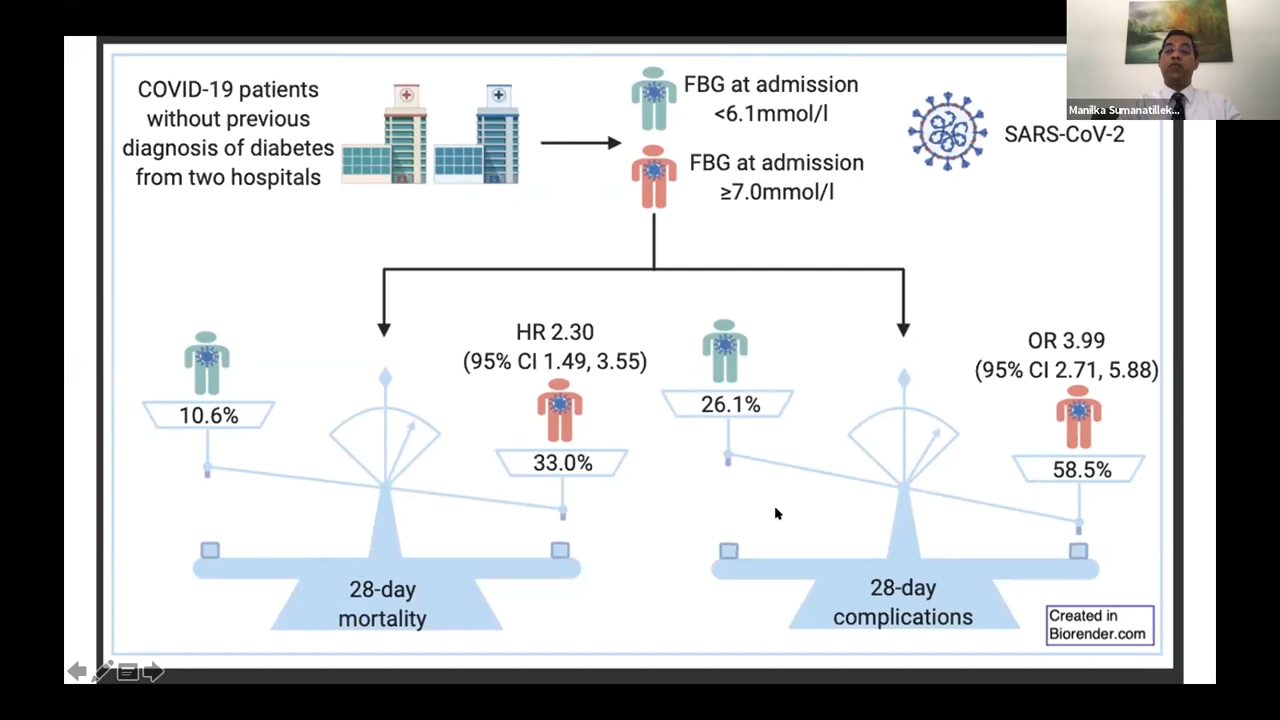 COVID-19 patients
without previous
diagnosis of diabetes
from two hospitals
FBG at admission
<6.1mmol/l
FBG at admission
≥7.0mmol/l
SARS-CoV-2
Manilka Sumanatillek...
10.6%
HR 2.30
(95% CI 1.49, 3.55)
33.0%
28-day
mortality
26.1%
OR 3.99
(95% CI 2.71, 5.88)
58.5%
28-day
complications
Created in
Biorender.com